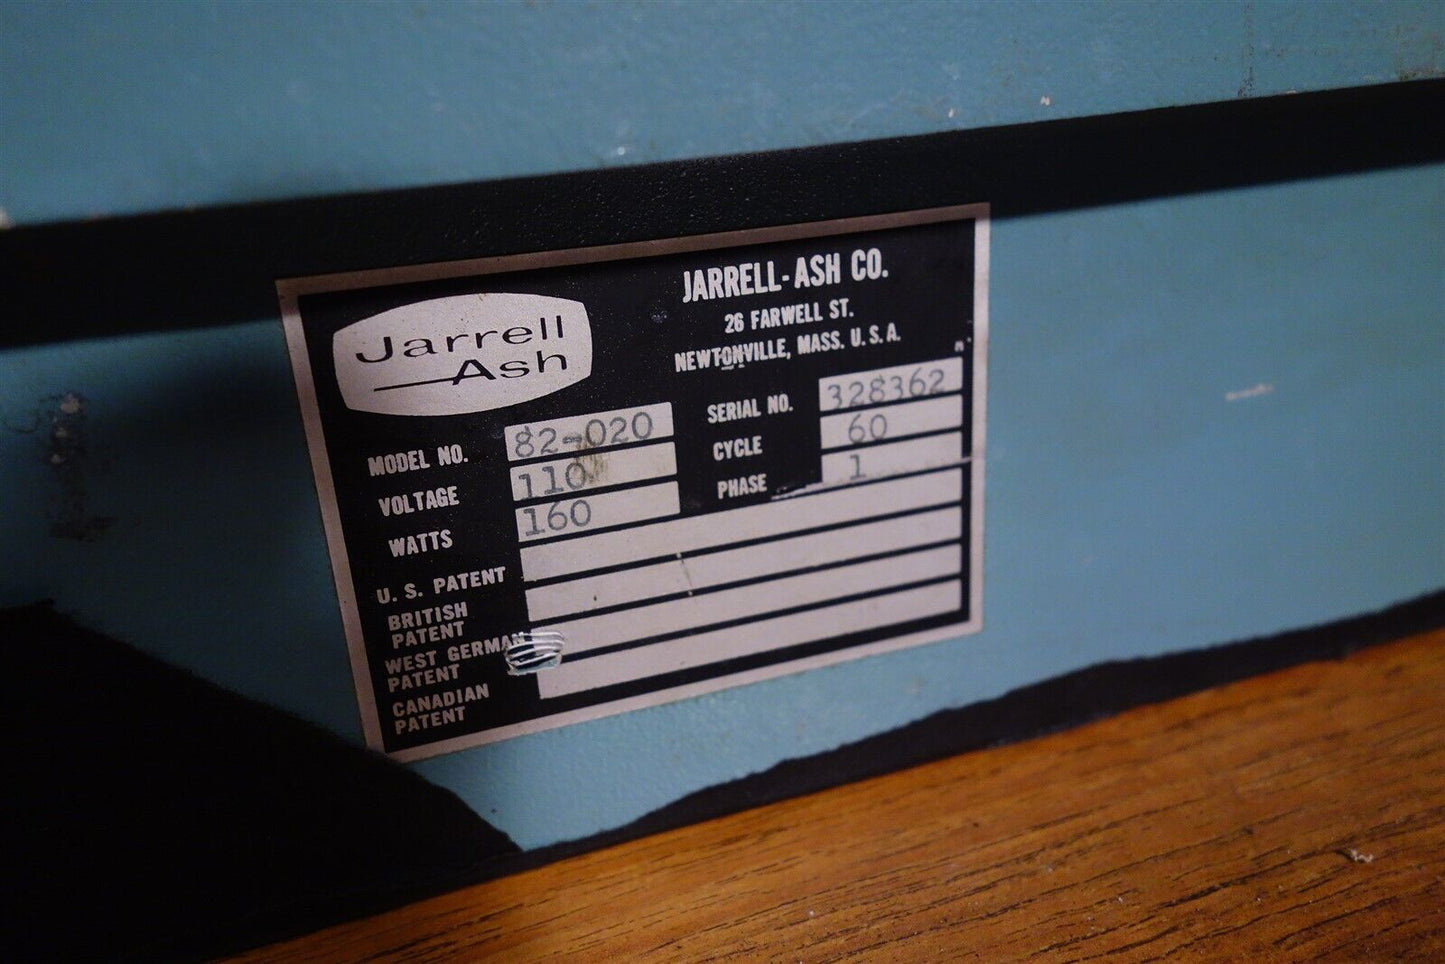 Jarrell
Ash
JARRELL-ASH CO.
26 FARWELL ST.
NEWTONVILLE, MASS. U.S.A.
MODEL NO. 82-020
SERIAL NO. 328362
VOLTAGE 110
CYCLE 60
WATTS 160
PHASE 1
U. S. PATENT
BRITISH
PATENT
WEST GERMAN
PATENT
CANADIAN
PATENT